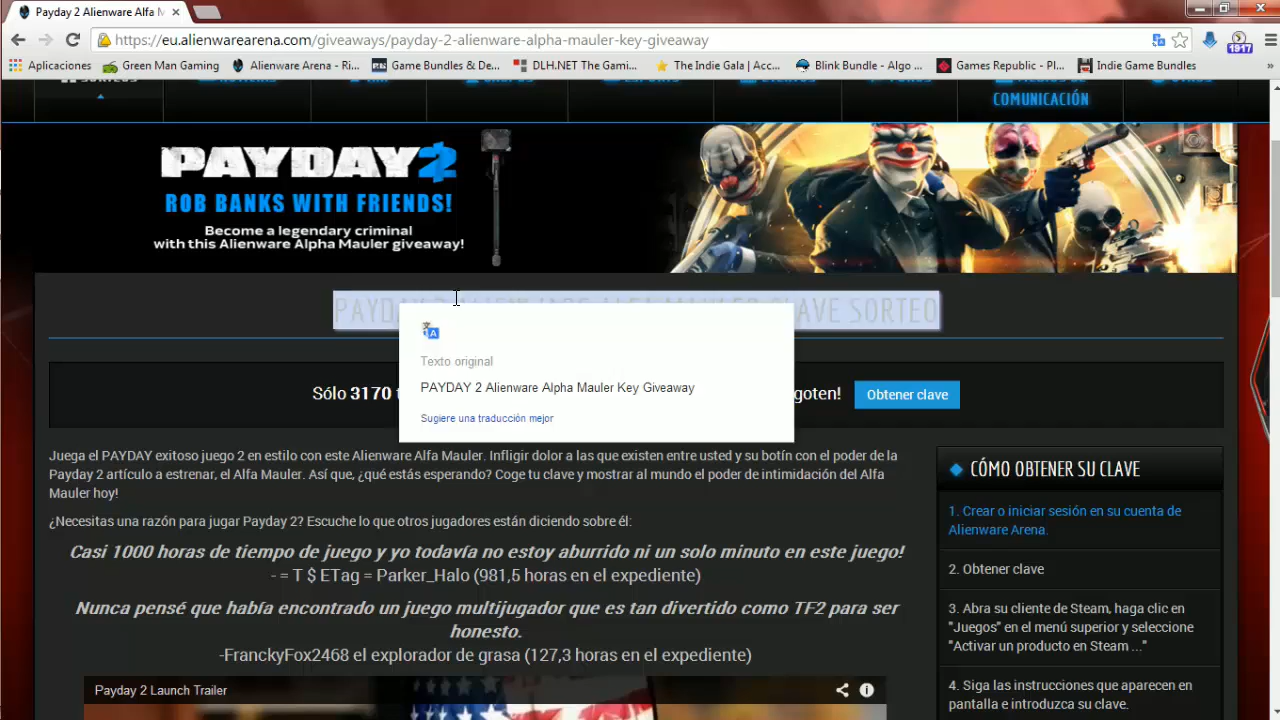 Payday 2 Alienware Alfa M
https://eu.alienwarearena.com/giveaways/payday-2-alienware-alpha-mauler-key-giveaway
1917
Aplicaciones
Green Man Gaming
Alienware Arena - Ri...
Game Bundles & De...
DLH.NET The Gami...
The Indie Gala | Acc...
Blink Bundle - Algo ...
Games Republic - Pl...
Indie Game Bundles
»
COMUNICACIÓN
PAYDAY 2
ROB BANKS WITH FRIENDS!
Become a legendary criminal
with this Alienware Alpha Mauler giveaway!
CLAVE SORTEO
Texto original
PAYDAY 2 Alienware Alpha Mauler Key Giveaway
Sugiere una traducción mejor
Sólo 3170
goten!
Obtener clave
Juega el PAYDAY exitoso juego 2 en estilo con este Alienware Alfa Mauler. Infligir dolor a las que existen entre usted y su botín con el poder de la
Payday 2 artículo a estrenar, el Alfa Mauler. Así que, ¿qué estás esperando? Coge tu clave y mostrar al mundo el poder de intimidación del Alfa
Mauler hoy!
¿Necesitas una razón para jugar Payday 2? Escuche lo que otros jugadores están diciendo sobre él:
Casi 1000 horas de tiempo de juego y yo todavía no estoy aburrido ni un solo minuto en este juego!
- = T $ ETag = Parker_Halo (981,5 horas en el expediente)
Nunca pensé que había encontrado un juego multijugador que es tan divertido como TF2 para ser
honesto.
-FranckyFox2468 el explorador de grasa (127,3 horas en el expediente)
Payday 2 Launch Trailer
CÓMO OBTENER SU CLAVE
1. Crear o iniciar sesión en su cuenta de
Alienware Arena.
2. Obtener clave
3. Abra su cliente de Steam, haga clic en
"Juegos" en el menú superior y seleccione
"Activar un producto en Steam ..."
4. Siga las instrucciones que aparecen en
pantalla e introduzca su clave.